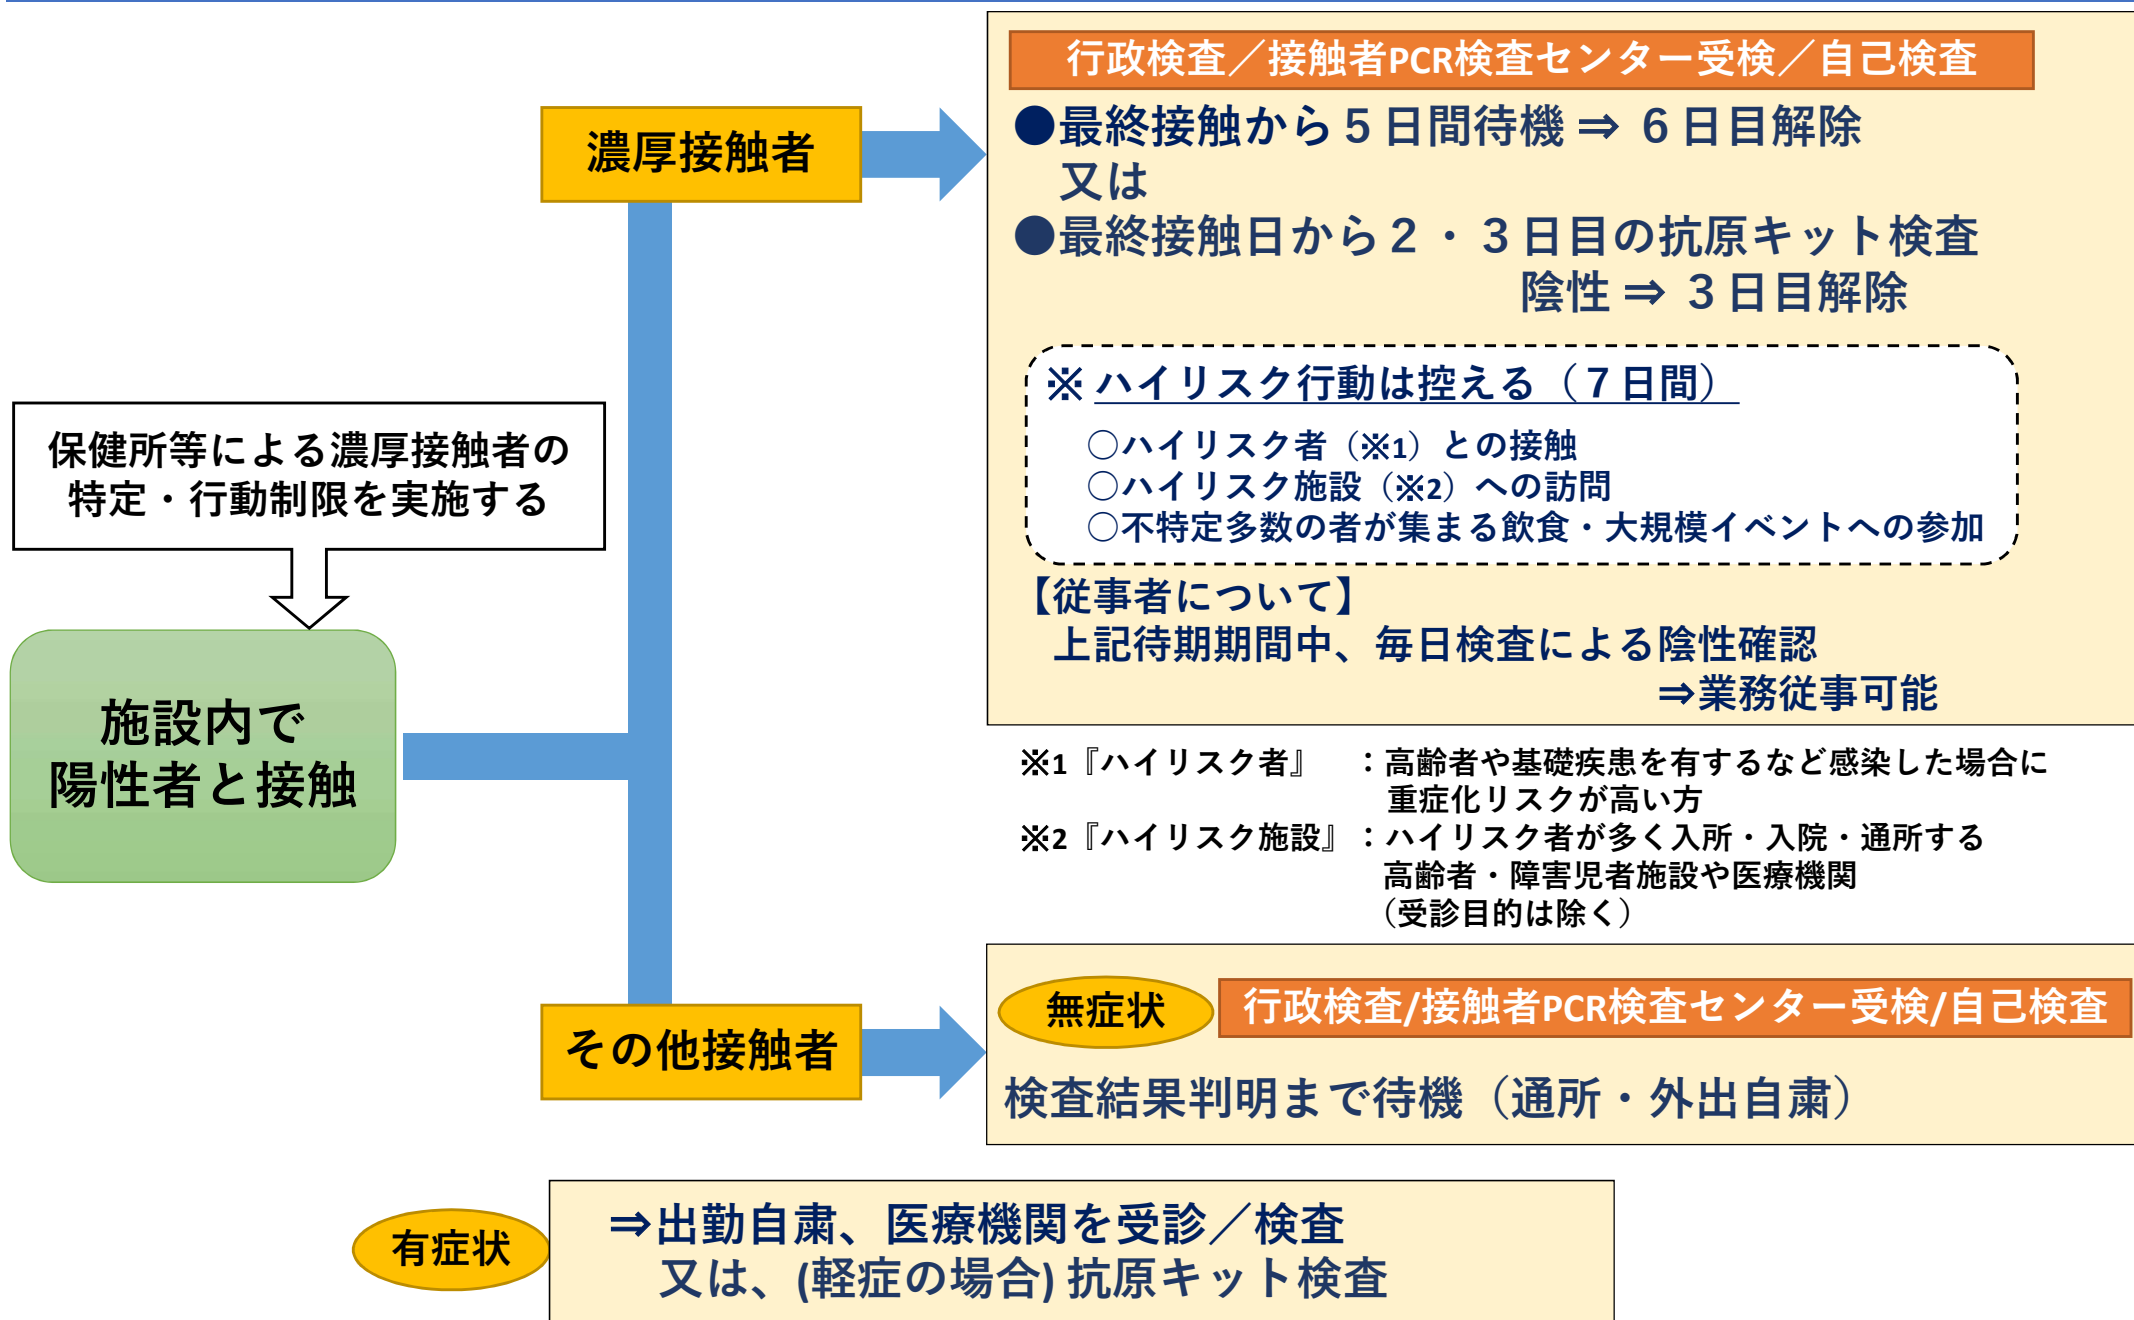 保健所等による濃厚接触者の
特定・行動制限を実施する
施設内で
陽性者と接触
濃厚接触者
行政検査／接触者PCR検査センター受検／自己検査
●最終接触から５日間待機 ⇒ ６日目解除
又は
●最終接触日から２・３日目の抗原キット検査
陰性 ⇒ ３日目解除
※ ハイリスク行動は控える（７日間）
○ハイリスク者（※1）との接触
○ハイリスク施設（※2）への訪問
○不特定多数の者が集まる飲食・大規模イベントへの参加
【従事者について】
上記待期期間中、毎日検査による陰性確認
⇒業務従事可能
※1『ハイリスク者』　：高齢者や基礎疾患を有するなど感染した場合に
重症化リスクが高い方
※2『ハイリスク施設』：ハイリスク者が多く入所・入院・通所する
高齢者・障害児者施設や医療機関
（受診目的は除く）
その他接触者
無症状
行政検査/接触者PCR検査センター受検/自己検査
検査結果判明まで待機（通所・外出自粛）
有症状
⇒出勤自粛、医療機関を受診／検査
又は、(軽症の場合) 抗原キット検査